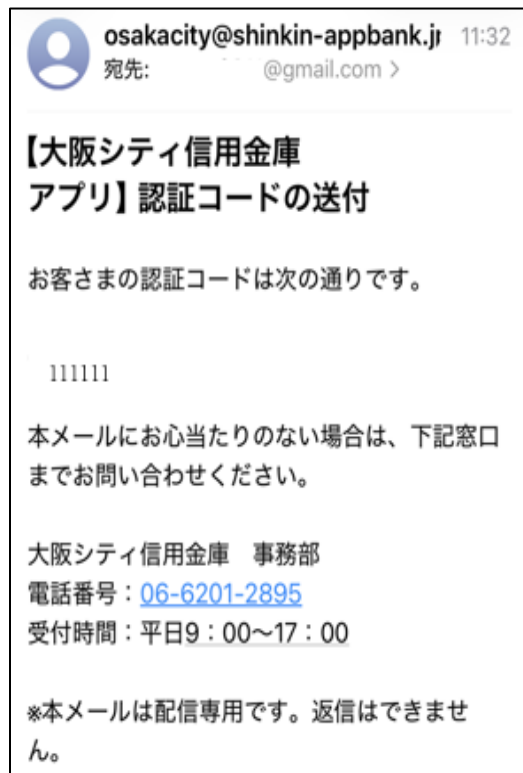 osakacity@shinkin-appbank.jp 11:32
宛先: @gmail.com >
【大阪シティ信用金庫
アプリ】認証コードの送付
お客さまの認証コードは次の通りです。
111111
本メールにお心当たりのない場合は、下記窓口
までお問い合わせください。
大阪シティ信用金庫　事務部
電話番号：06-6201-2895
受付時間：平日9：00～17：00
※本メールは配信専用です。返信はできませ
ん。